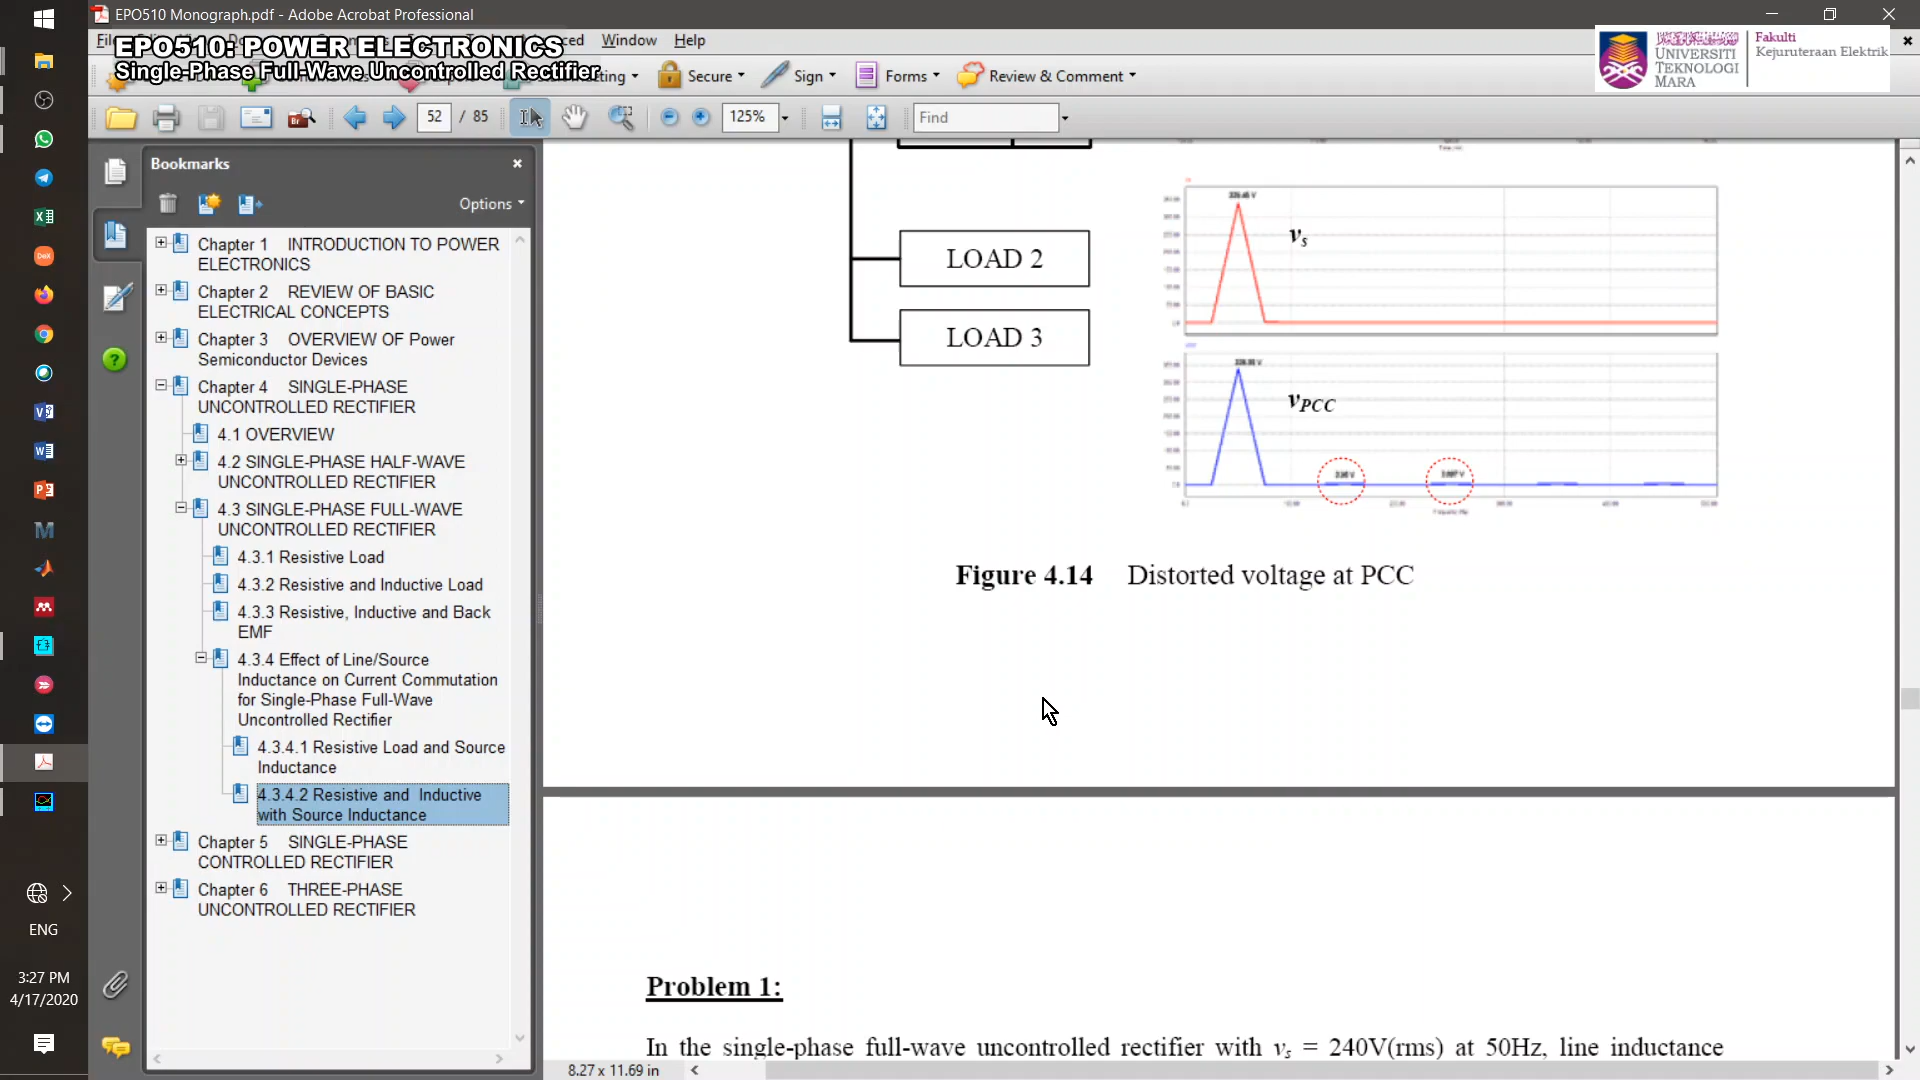 EPO510 Monograph.pdf - Adobe Acrobat Professional
Window Help
EPO510: POWER ELECTRONICS
Single-Phase Full-Wave Uncontrolled Rectifier
Secure Sign Forms Review & Comment
UNIVERSITI
TEKNOLOGI
MARA
Fakulti
Kejuruteraan Elektrik
52 / 85 125% Find
Bookmarks
Options
Chapter 1 INTRODUCTION TO POWER
ELECTRONICS
Chapter 2 REVIEW OF BASIC
ELECTRICAL CONCEPTS
Chapter 3 OVERVIEW OF Power
Semiconductor Devices
Chapter 4 SINGLE-PHASE
UNCONTROLLED RECTIFIER
4.1 OVERVIEW
4.2 SINGLE-PHASE HALF-WAVE
UNCONTROLLED RECTIFIER
4.3 SINGLE-PHASE FULL-WAVE
UNCONTROLLED RECTIFIER
4.3.1 Resistive Load
4.3.2 Resistive and Inductive Load
4.3.3 Resistive, Inductive and Back
EMF
4.3.4 Effect of Line/Source
Inductance on Current Commutation
for Single-Phase Full-Wave
Uncontrolled Rectifier
4.3.4.1 Resistive Load and Source
Inductance
4.3.4.2 Resistive and Inductive
with Source Inductance
Chapter 5 SINGLE-PHASE
CONTROLLED RECTIFIER
Chapter 6 THREE-PHASE
UNCONTROLLED RECTIFIER
LOAD 2
LOAD 3
vs
vPCC
Figure 4.14 Distorted voltage at PCC
Problem 1:
In the single-phase full-wave uncontrolled rectifier with vs = 240V(rms) at 50Hz, line inductance
8.27 x 11.69 in
ENG
3:27 PM
4/17/2020